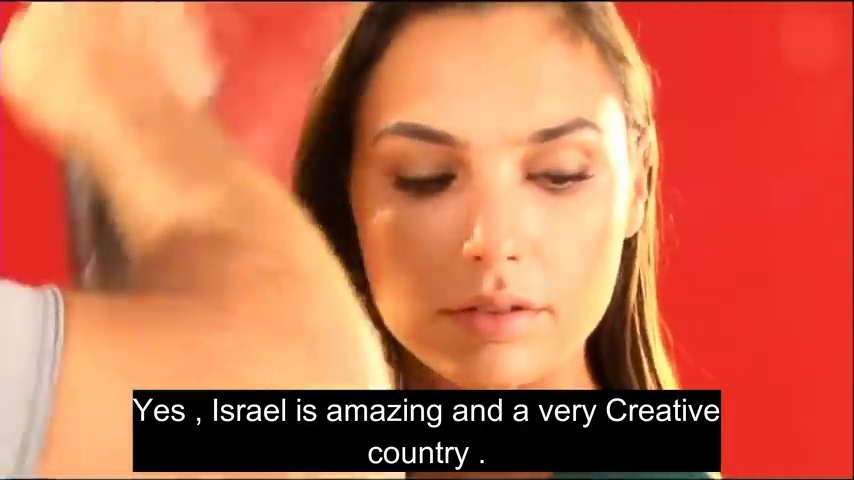 Yes , Israel is amazing and a very Creative
country .